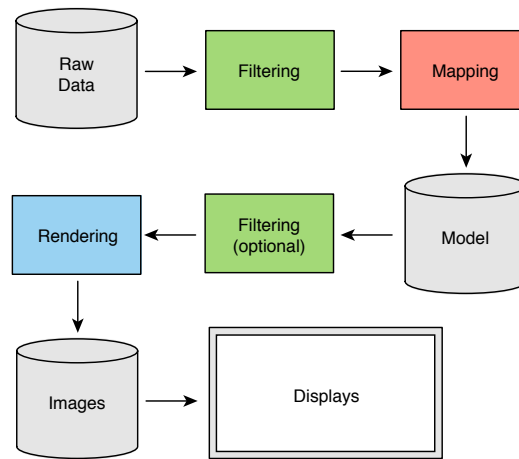 Raw
Data
Filtering
Mapping
Rendering
Filtering
(optional)
Model
Images
Displays